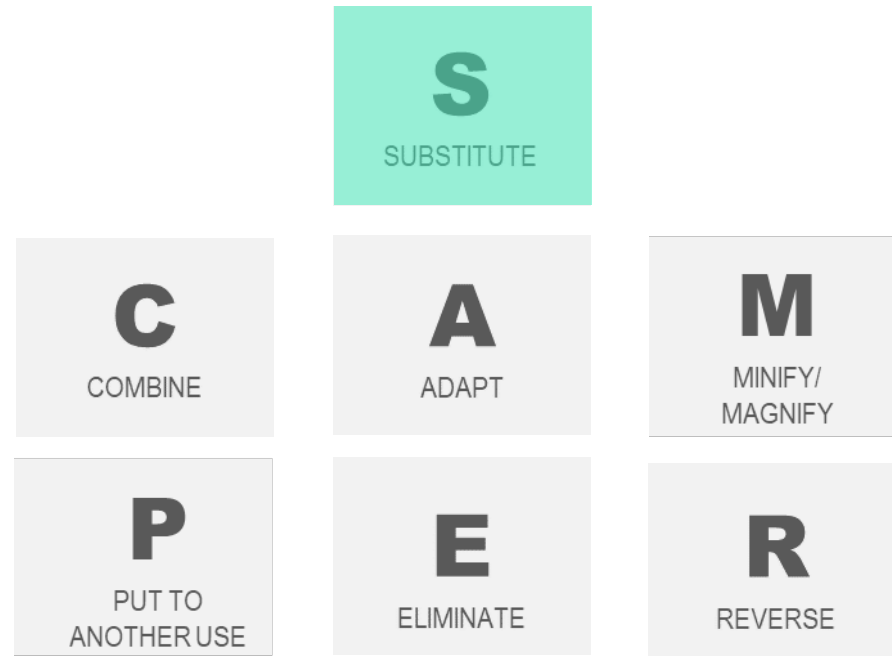 S
SUBSTITUTE
C
COMBINE
A
ADAPT
M
MINIFY/
MAGNIFY
P
PUT TO
ANOTHER USE
E
ELIMINATE
R
REVERSE